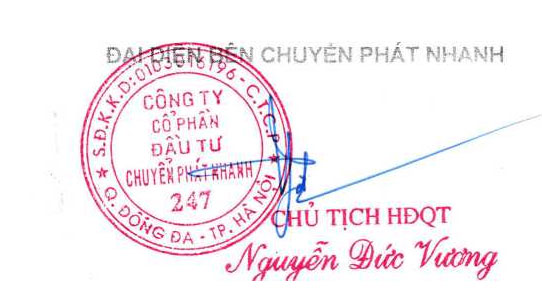 ĐẠI DIỆN BÊN CHUYỂN PHÁT NHANH
S.Đ.K.K.D:0103018796-C.T.C.P
CÔNG TY
CỔ PHẦN
ĐẦU TƯ
CHUYỂN PHÁT NHANH
247
Q. ĐỐNG ĐA - TP. HÀ NỘI
CHỦ TỊCH HĐQT
Nguyễn Đức Vương